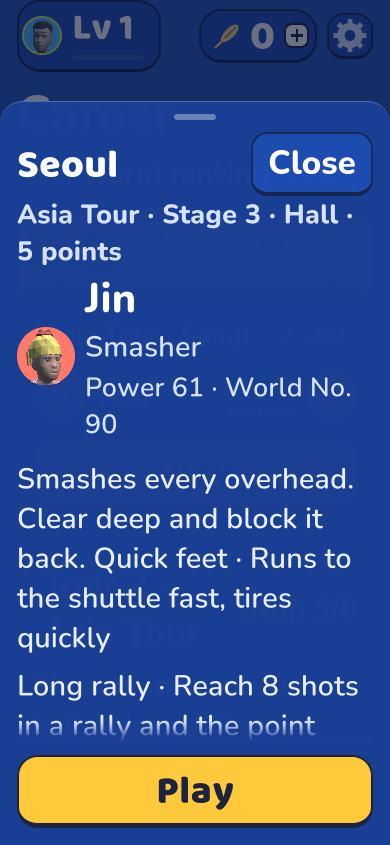 Lv 1
0
Career
Seoul
Close
Asia Tour · Stage 3 · Hall ·
5 points
Jin
Smasher
Power 61 · World No.
90
Smashes every overhead.
Clear deep and block it
back. Quick feet · Runs to
the shuttle fast, tires
quickly
Long rally · Reach 8 shots
in a rally and the point
Play